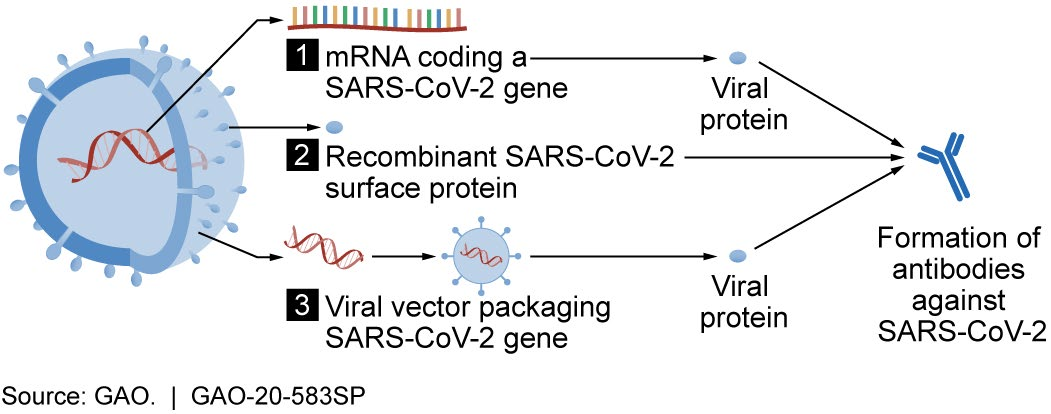 1 mRNA coding a
SARS-CoV-2 gene
Viral
protein
2 Recombinant SARS-CoV-2
surface protein
3 Viral vector packaging
SARS-CoV-2 gene
Viral
protein
Formation of
antibodies
against
SARS-CoV-2
Source: GAO. | GAO-20-583SP